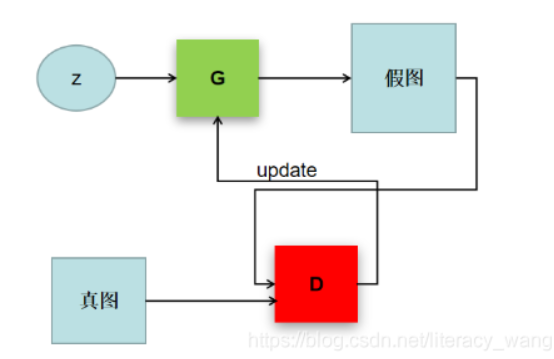 z
G
假图
update
真图
D
https://blog.csdn.net/literacy_wang